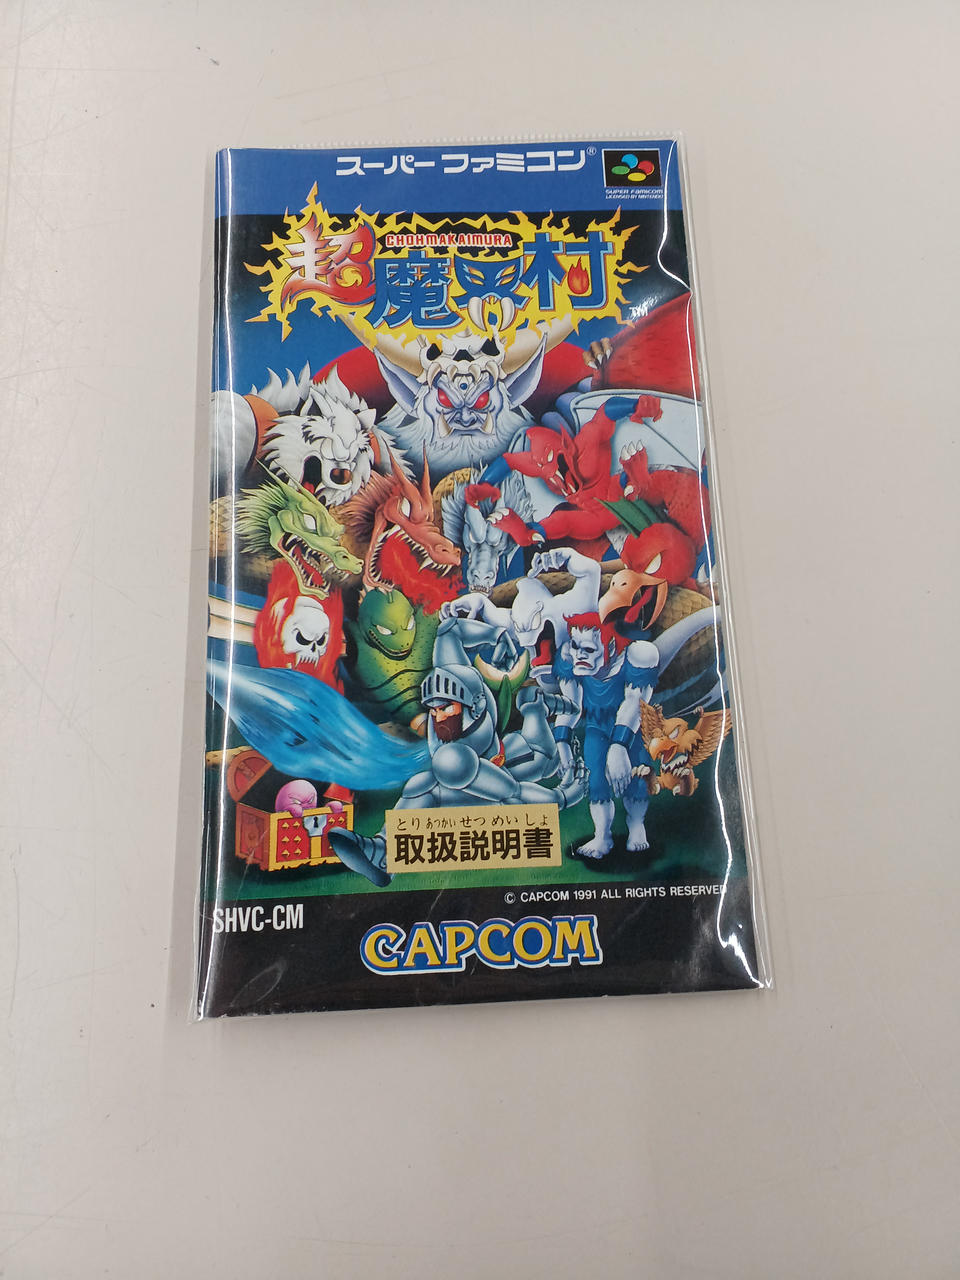 スーパーファミコン®
SUPER FAMICOM
LICENSED BY NINTENDO
CHOHMAKAIMURA
超魔界村
TM
とりあつかいせつめいしょ
取扱説明書
© CAPCOM 1991 ALL RIGHTS RESERVED
SHVC-CM
CAPCOM